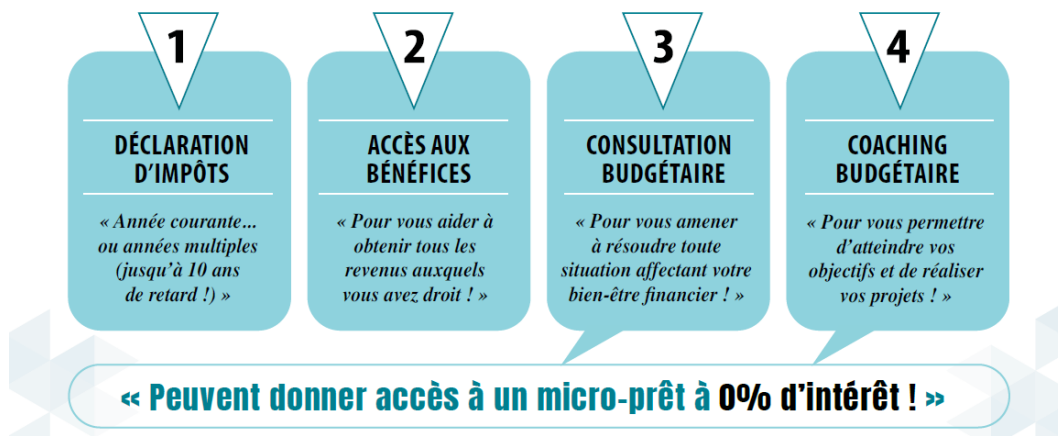 1
DÉCLARATION
D'IMPÔTS
« Année courante...
ou années multiples
(jusqu'à 10 ans
de retard !) »
2
ACCÈS AUX
BÉNÉFICES
« Pour vous aider à
obtenir tous les
revenus auxquels
vous avez droit ! »
3
CONSULTATION
BUDGÉTAIRE
« Pour vous amener
à résoudre toute
situation affectant votre
bien-être financier ! »
4
COACHING
BUDGÉTAIRE
« Pour vous permettre
d'atteindre vos
objectifs et de réaliser
vos projets ! »
« Peuvent donner accès à un micro-prêt à 0% d'intérêt ! »